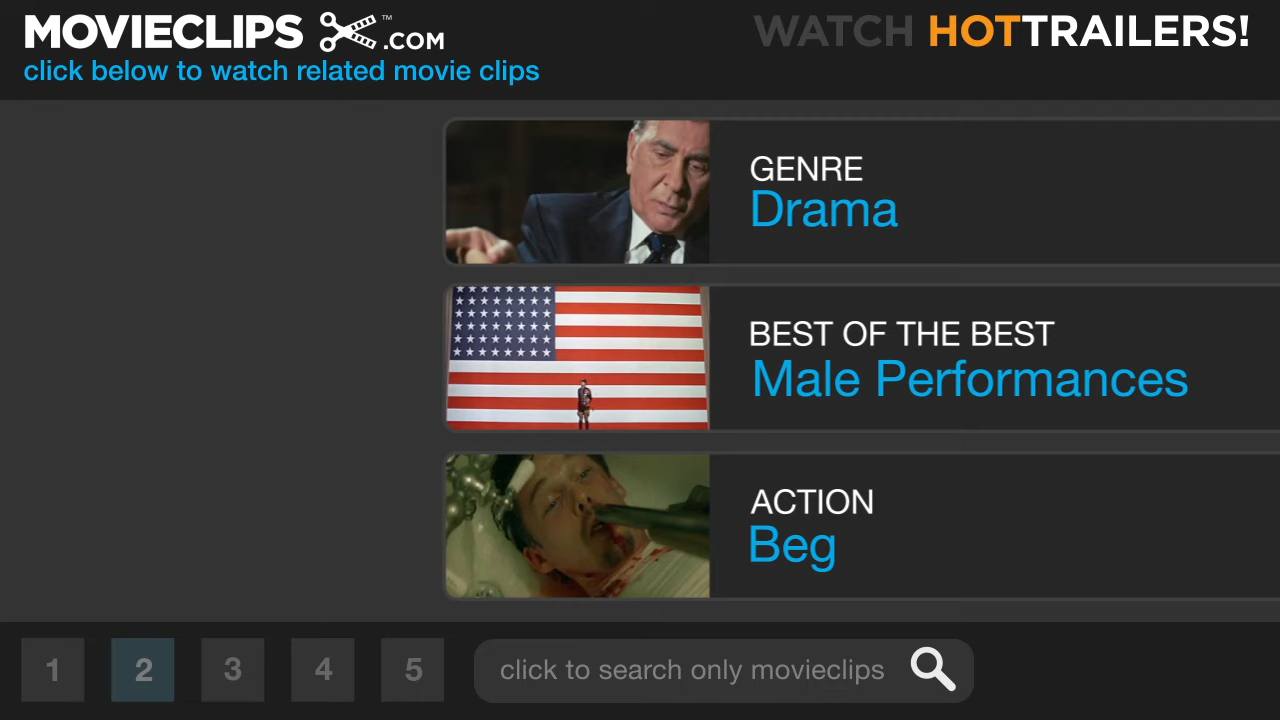 MOVIECLIPS ™ .COM
WATCH HOTTRAILERS!
click below to watch related movie clips
GENRE
Drama
BEST OF THE BEST
Male Performances
ACTION
Beg
1 2 3 4 5
click to search only movieclips